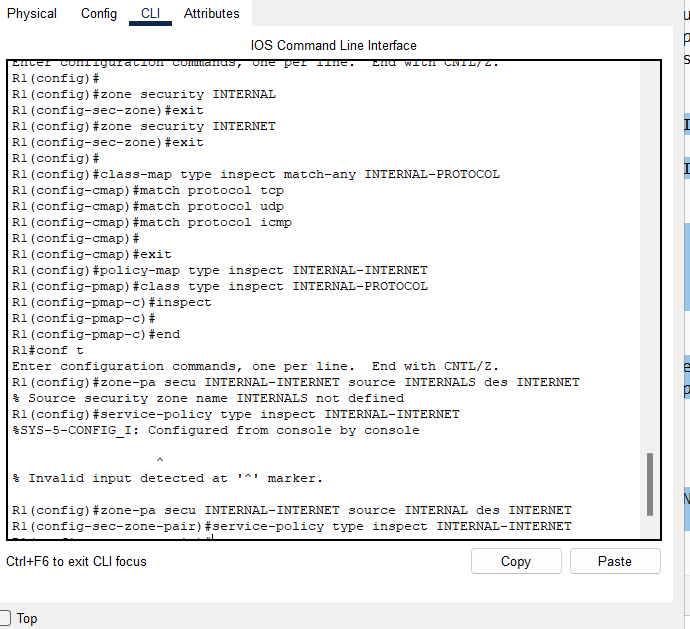 Physical Config CLI Attributes
IOS Command Line Interface
Enter configuration commands, one per line. End with CNTL/Z.
R1(config)#
R1(config)#zone security INTERNAL
R1(config-sec-zone)#exit
R1(config)#zone security INTERNET
R1(config-sec-zone)#exit
R1(config)#
R1(config)#class-map type inspect match-any INTERNAL-PROTOCOL
R1(config-cmap)#match protocol tcp
R1(config-cmap)#match protocol udp
R1(config-cmap)#match protocol icmp
R1(config-cmap)#
R1(config-cmap)#exit
R1(config)#policy-map type inspect INTERNAL-INTERNET
R1(config-pmap)#class type inspect INTERNAL-PROTOCOL
R1(config-pmap-c)#inspect
R1(config-pmap-c)#
R1(config-pmap-c)#end
R1#conf t
Enter configuration commands, one per line. End with CNTL/Z.
R1(config)#zone-pa secu INTERNAL-INTERNET source INTERNALS des INTERNET
% Source security zone name INTERNALS not defined
R1(config)#service-policy type inspect INTERNAL-INTERNET
%SYS-5-CONFIG_I: Configured from console by console
^
% Invalid input detected at '^' marker.
R1(config)#zone-pa secu INTERNAL-INTERNET source INTERNAL des INTERNET
R1(config-sec-zone-pair)#service-policy type inspect INTERNAL-INTERNET
Ctrl+F6 to exit CLI focus
Copy
Paste
Top